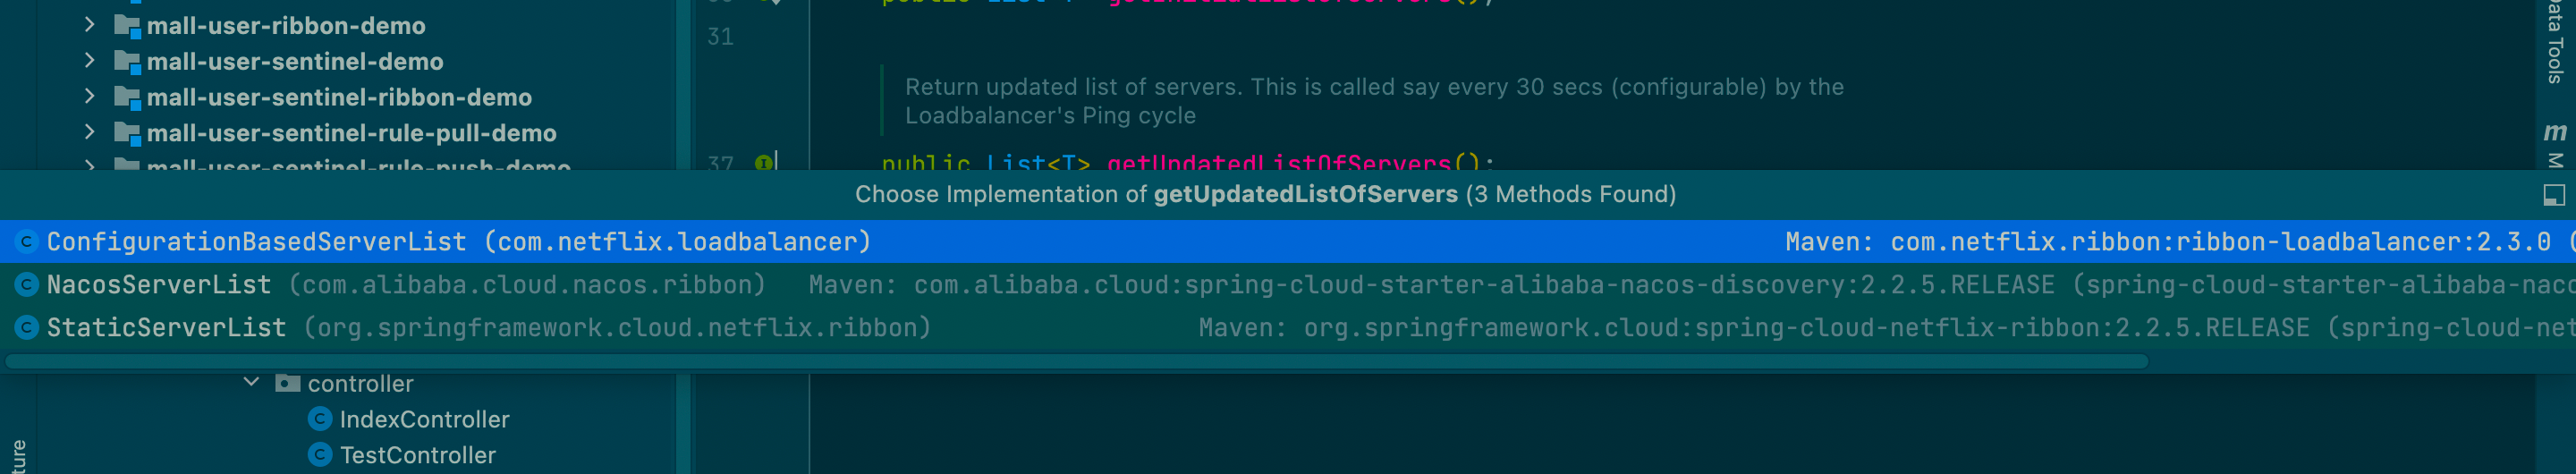 mall-user-ribbon-demo
mall-user-sentinel-demo
mall-user-sentinel-ribbon-demo
mall-user-sentinel-rule-pull-demo
mall-user-sentinel-rule-push-demo
31
Return updated list of servers. This is called say every 30 secs (configurable) by the
Loadbalancer's Ping cycle
37 public List<T> getUpdatedListOfServers();
Data Tools
m
M
Choose Implementation of getUpdatedListOfServers (3 Methods Found)
ConfigurationBasedServerList (com.netflix.loadbalancer) Maven: com.netflix.ribbon:ribbon-loadbalancer:2.3.0 (
NacosServerList (com.alibaba.cloud.nacos.ribbon) Maven: com.alibaba.cloud:spring-cloud-starter-alibaba-nacos-discovery:2.2.5.RELEASE (spring-cloud-starter-alibaba-naco
StaticServerList (org.springframework.cloud.netflix.ribbon) Maven: org.springframework.cloud:spring-cloud-netflix-ribbon:2.2.5.RELEASE (spring-cloud-net
controller
IndexController
TestController
ture